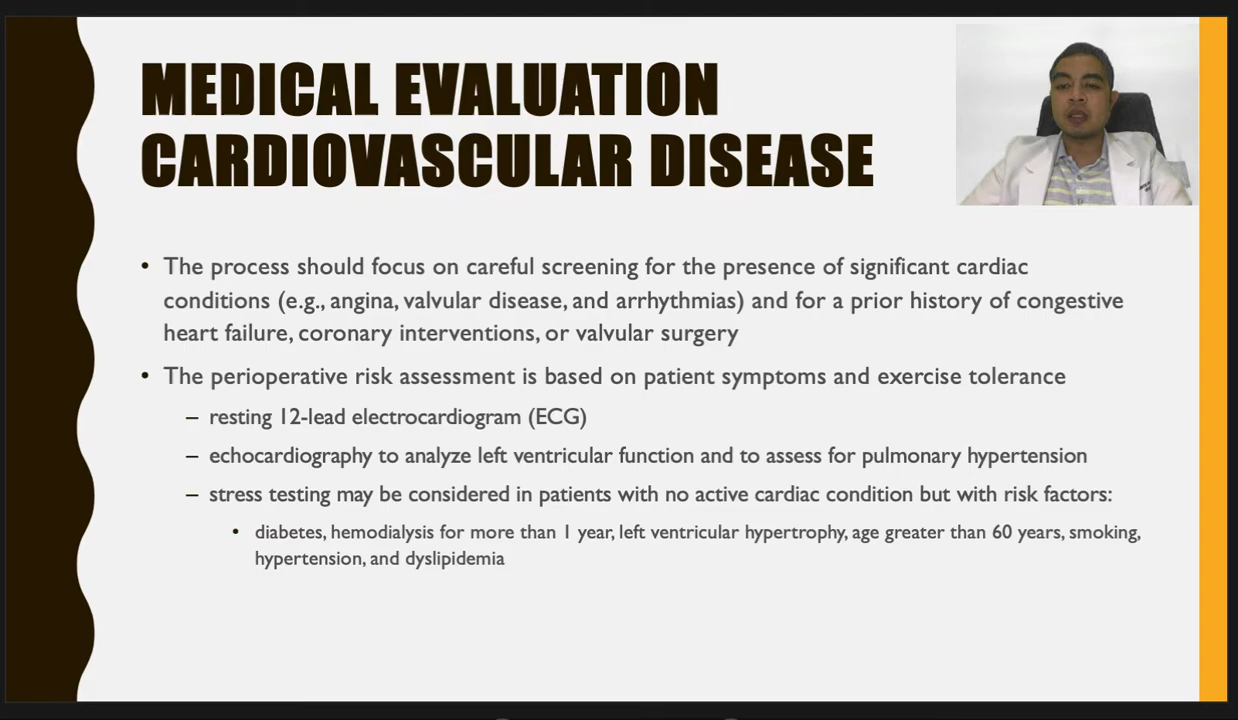 MEDICAL EVALUATION
CARDIOVASCULAR DISEASE
• The process should focus on careful screening for the presence of significant cardiac
conditions (e.g., angina, valvular disease, and arrhythmias) and for a prior history of congestive
heart failure, coronary interventions, or valvular surgery
• The perioperative risk assessment is based on patient symptoms and exercise tolerance
– resting 12-lead electrocardiogram (ECG)
– echocardiography to analyze left ventricular function and to assess for pulmonary hypertension
– stress testing may be considered in patients with no active cardiac condition but with risk factors:
• diabetes, hemodialysis for more than 1 year, left ventricular hypertrophy, age greater than 60 years, smoking,
hypertension, and dyslipidemia